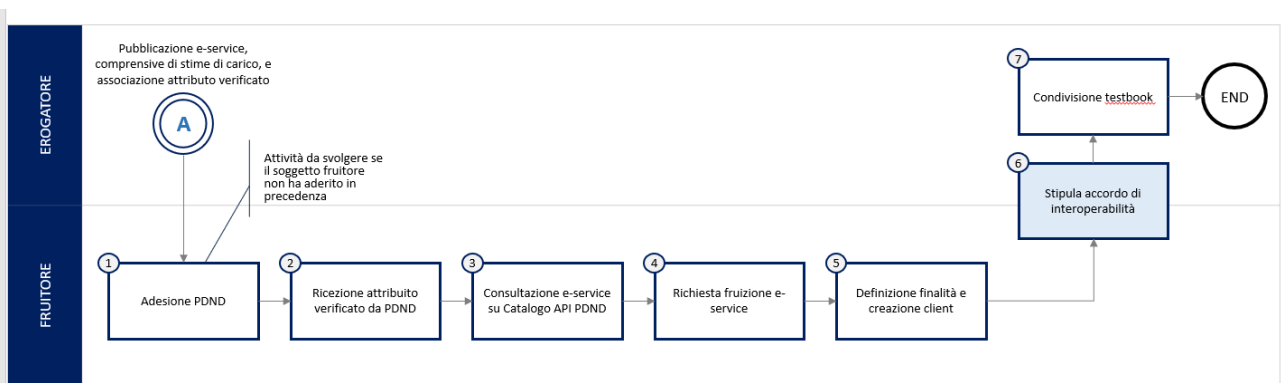 EROGATORE
Pubblicazione e-service,
comprensive di stime di carico, e
associazione attributo verificato
A
Attività da svolgere se
il soggetto fruitore
non ha aderito in
precedenza
7
Condivisione testbook
END
6
Stipula accordo di
interoperabilità
FRUITORE
1
Adesione PDND
2
Ricezione attribuito
verificato da PDND
3
Consultazione e-service
su Catalogo API PDND
4
Richiesta fruizione e-
service
5
Definizione finalità e
creazione client